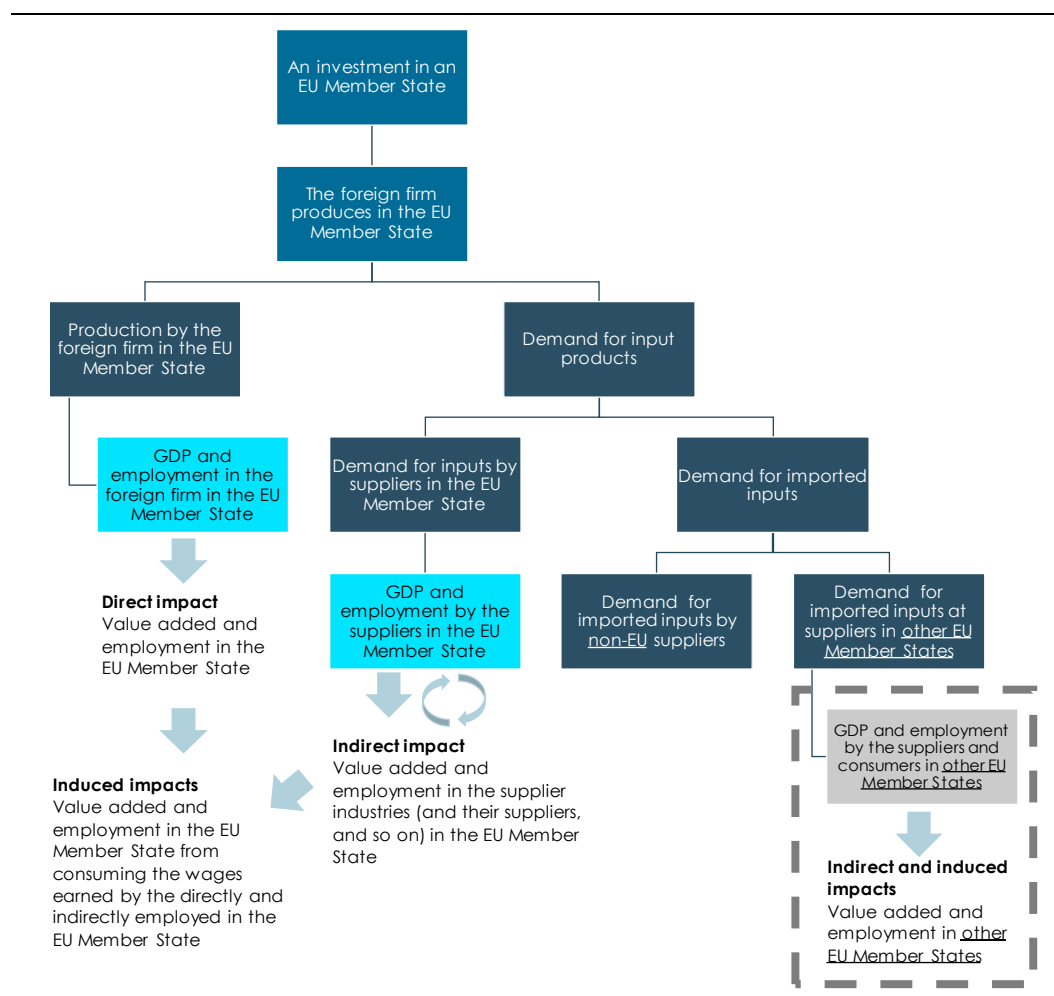 An investment in an
EU Member State
The foreign firm
produces in the EU
Member State
Production by the
foreign firm in the EU
Member State
Demand for input
products
GDP and
employment in the
foreign firm in the EU
Member State
Demand for inputs by
suppliers in the EU
Member State
Demand for imported
inputs
GDP and
employment by the
suppliers in the EU
Member State
Demand for
imported inputs by
non-EU suppliers
Demand for
imported inputs at
suppliers in other EU
Member States
Direct impact
Value added and
employment in the
EU Member State
GDP and employment
by the suppliers and
consumers in other EU
Member States
Indirect impact
Value added and
employment in the supplier
industries (and their suppliers,
and so on) in the EU Member
State
Induced impacts
Value added and
employment in the EU
Member State from
consuming the wages
earned by the directly and
indirectly employed in the
EU Member State
Indirect and induced
impacts
Value added and
employment in other
EU Member States